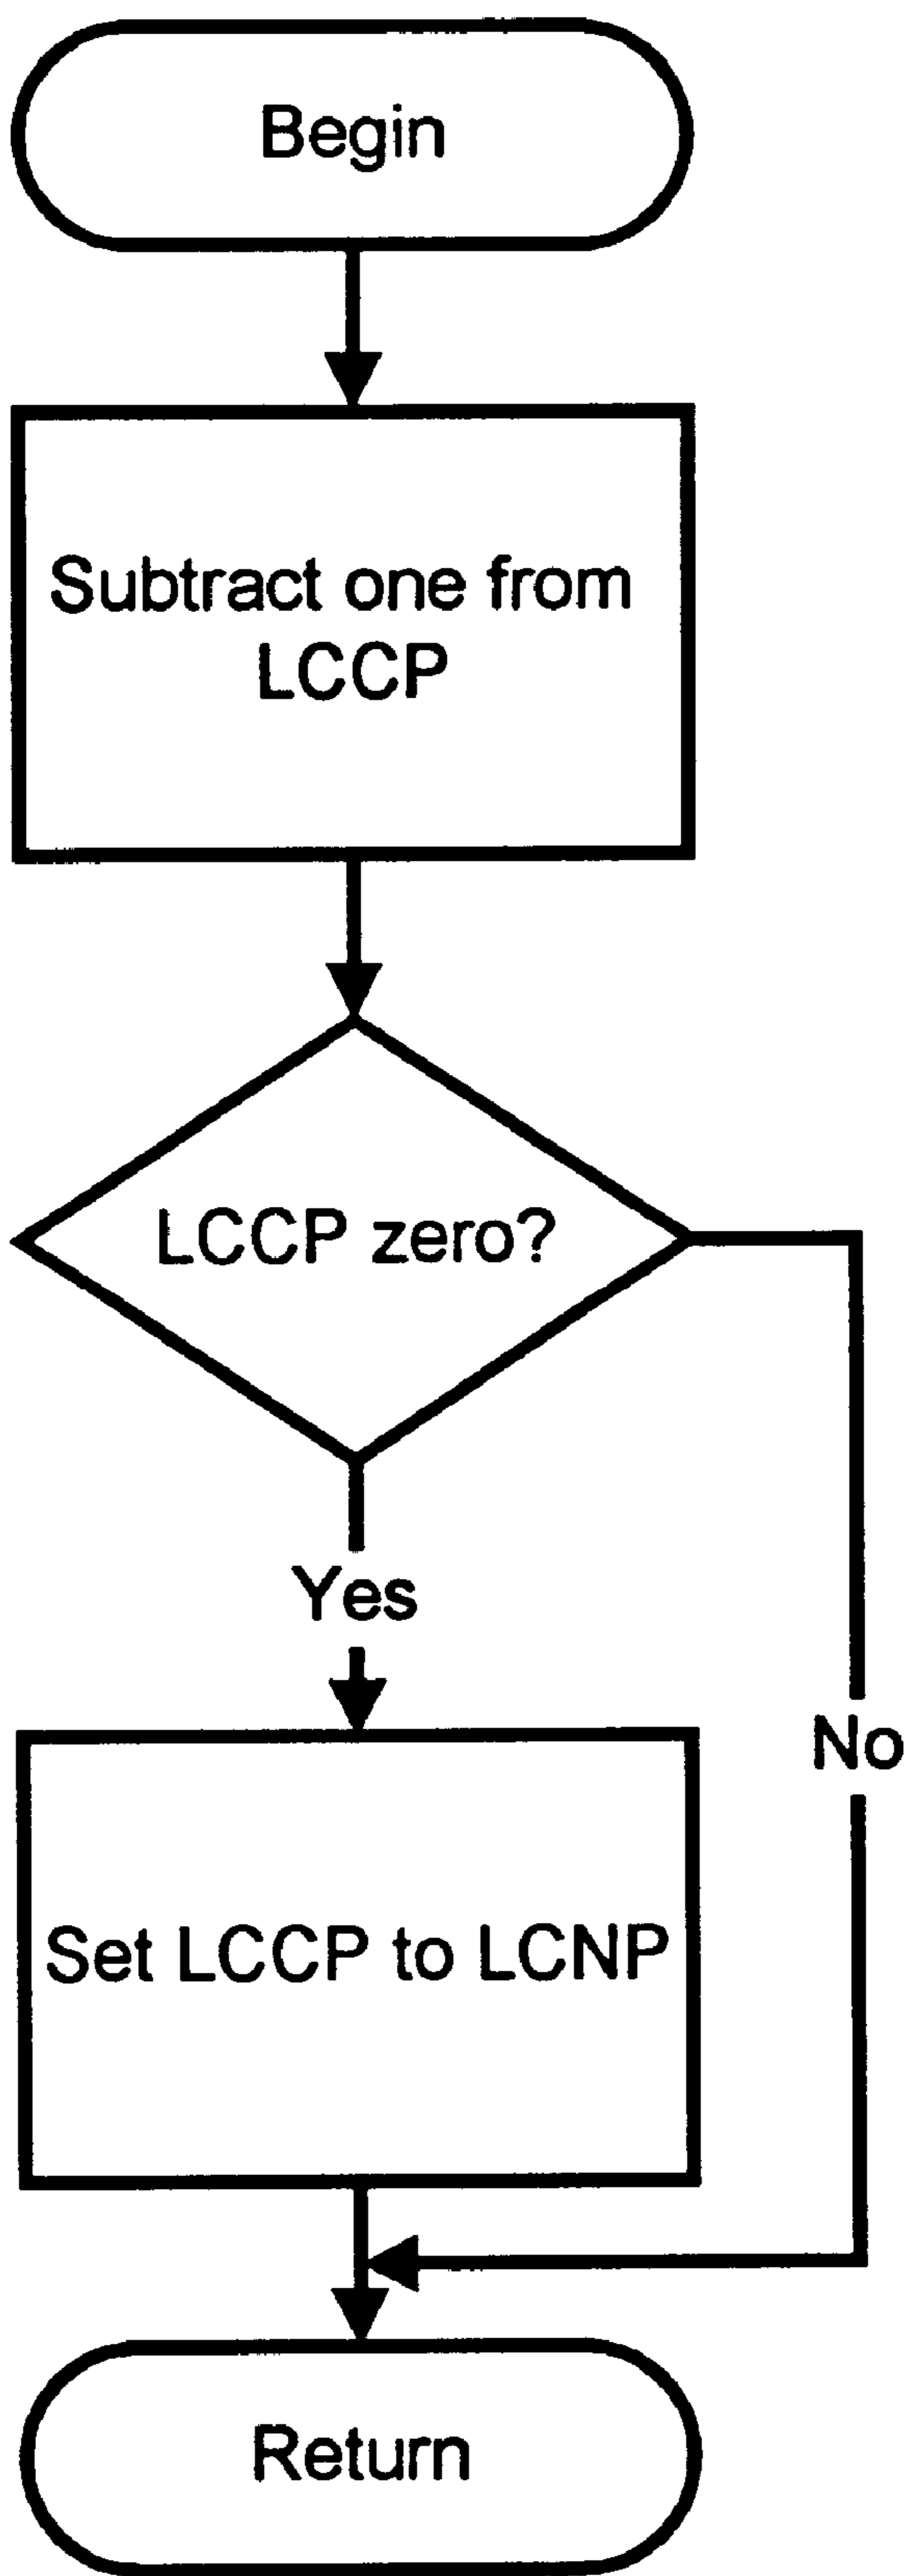 Begin
Subtract one from
LCCP
LCCP zero?
Yes
No
Set LCCP to LCNP
Return